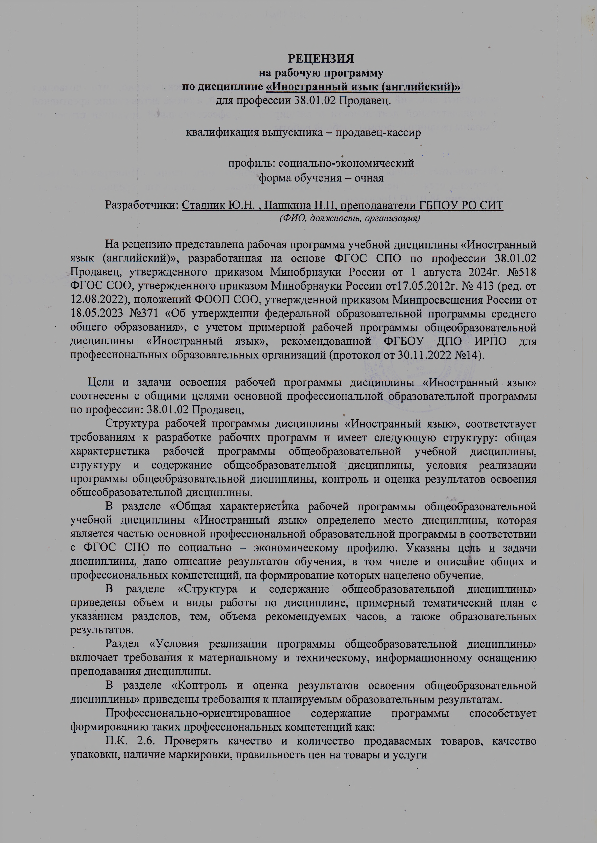 РЕЦЕНЗИЯ
на рабочую программу
по дисциплине «Иностранный язык (английский)»
для профессии 38.01.02 Продавец.
квалификация выпускника – продавец-кассир
профиль: социально-экономический
форма обучения – очная
Разработчики: Стадник Ю.Н. , Пашкина Н.П, преподаватели ГБПОУ РО СИТ
(ФИО, должность, организация)
На рецензию представлена рабочая программа учебной дисциплины «Иностранный
язык (английский)», разработанная на основе ФГОС СПО по профессии 38.01.02
Продавец, утвержденного приказом Минобрнауки России от 1 августа 2024г. №518
ФГОС СОО, утвержденного приказом Минобрнауки России от17.05.2012г. № 413 (ред. от
12.08.2022), положений ФООП СОО, утвержденной приказом Минпросвещения России от
18.05.2023 №371 «Об утверждении федеральной образовательной программы среднего
общего образования», с учетом примерной рабочей программы общеобразовательной
дисциплины «Иностранный язык», рекомендованной ФГБОУ ДПО ИРПО для
профессиональных образовательных организаций (протокол от 30.11.2022 №14).
Цели и задачи освоения рабочей программы дисциплины «Иностранный язык»
соотнесены с общими целями основной профессиональной образовательной программы
по профессии: 38.01.02 Продавец,
Структура рабочей программы дисциплины «Иностранный язык», соответствует
требованиям к разработке рабочих программ и имеет следующую структуру: общая
характеристика рабочей программы общеобразовательной учебной дисциплины,
структуру и содержание общеобразовательной дисциплины, условия реализации
программы общеобразовательной дисциплины, контроль и оценка результатов освоения
общеобразовательной дисциплины.
В разделе «Общая характеристика рабочей программы общеобразовательной
учебной дисциплины «Иностранный язык» определено место дисциплины, которая
является частью основной профессиональной образовательной программы в соответствии
с ФГОС СПО по социально – экономическому профилю. Указаны цель и задачи
дисциплины, дано описание результатов обучения, в том числе и описание общих и
профессиональных компетенций, на формирование которых нацелено обучение.
В разделе «Структура и содержание общеобразовательной дисциплины»
приведены объем и виды работы по дисциплине, примерный тематический план с
указанием разделов, тем, объема рекомендуемых часов, а также образовательных
результатов.
Раздел «Условия реализации программы общеобразовательной дисциплины»
включает требования к материальному и техническому, информационному оснащению
преподавания дисциплины.
В разделе «Контроль и оценка результатов освоения общеобразовательной
дисциплины» приведены требования к планируемым образовательным результатам.
Профессионально-ориентированное содержание программы способствует
формированию таких профессиональных компетенций как:
П.К. 2.6. Проверять качество и количество продаваемых товаров, качество
упаковки, наличие маркировки, правильность цен на товары и услуги